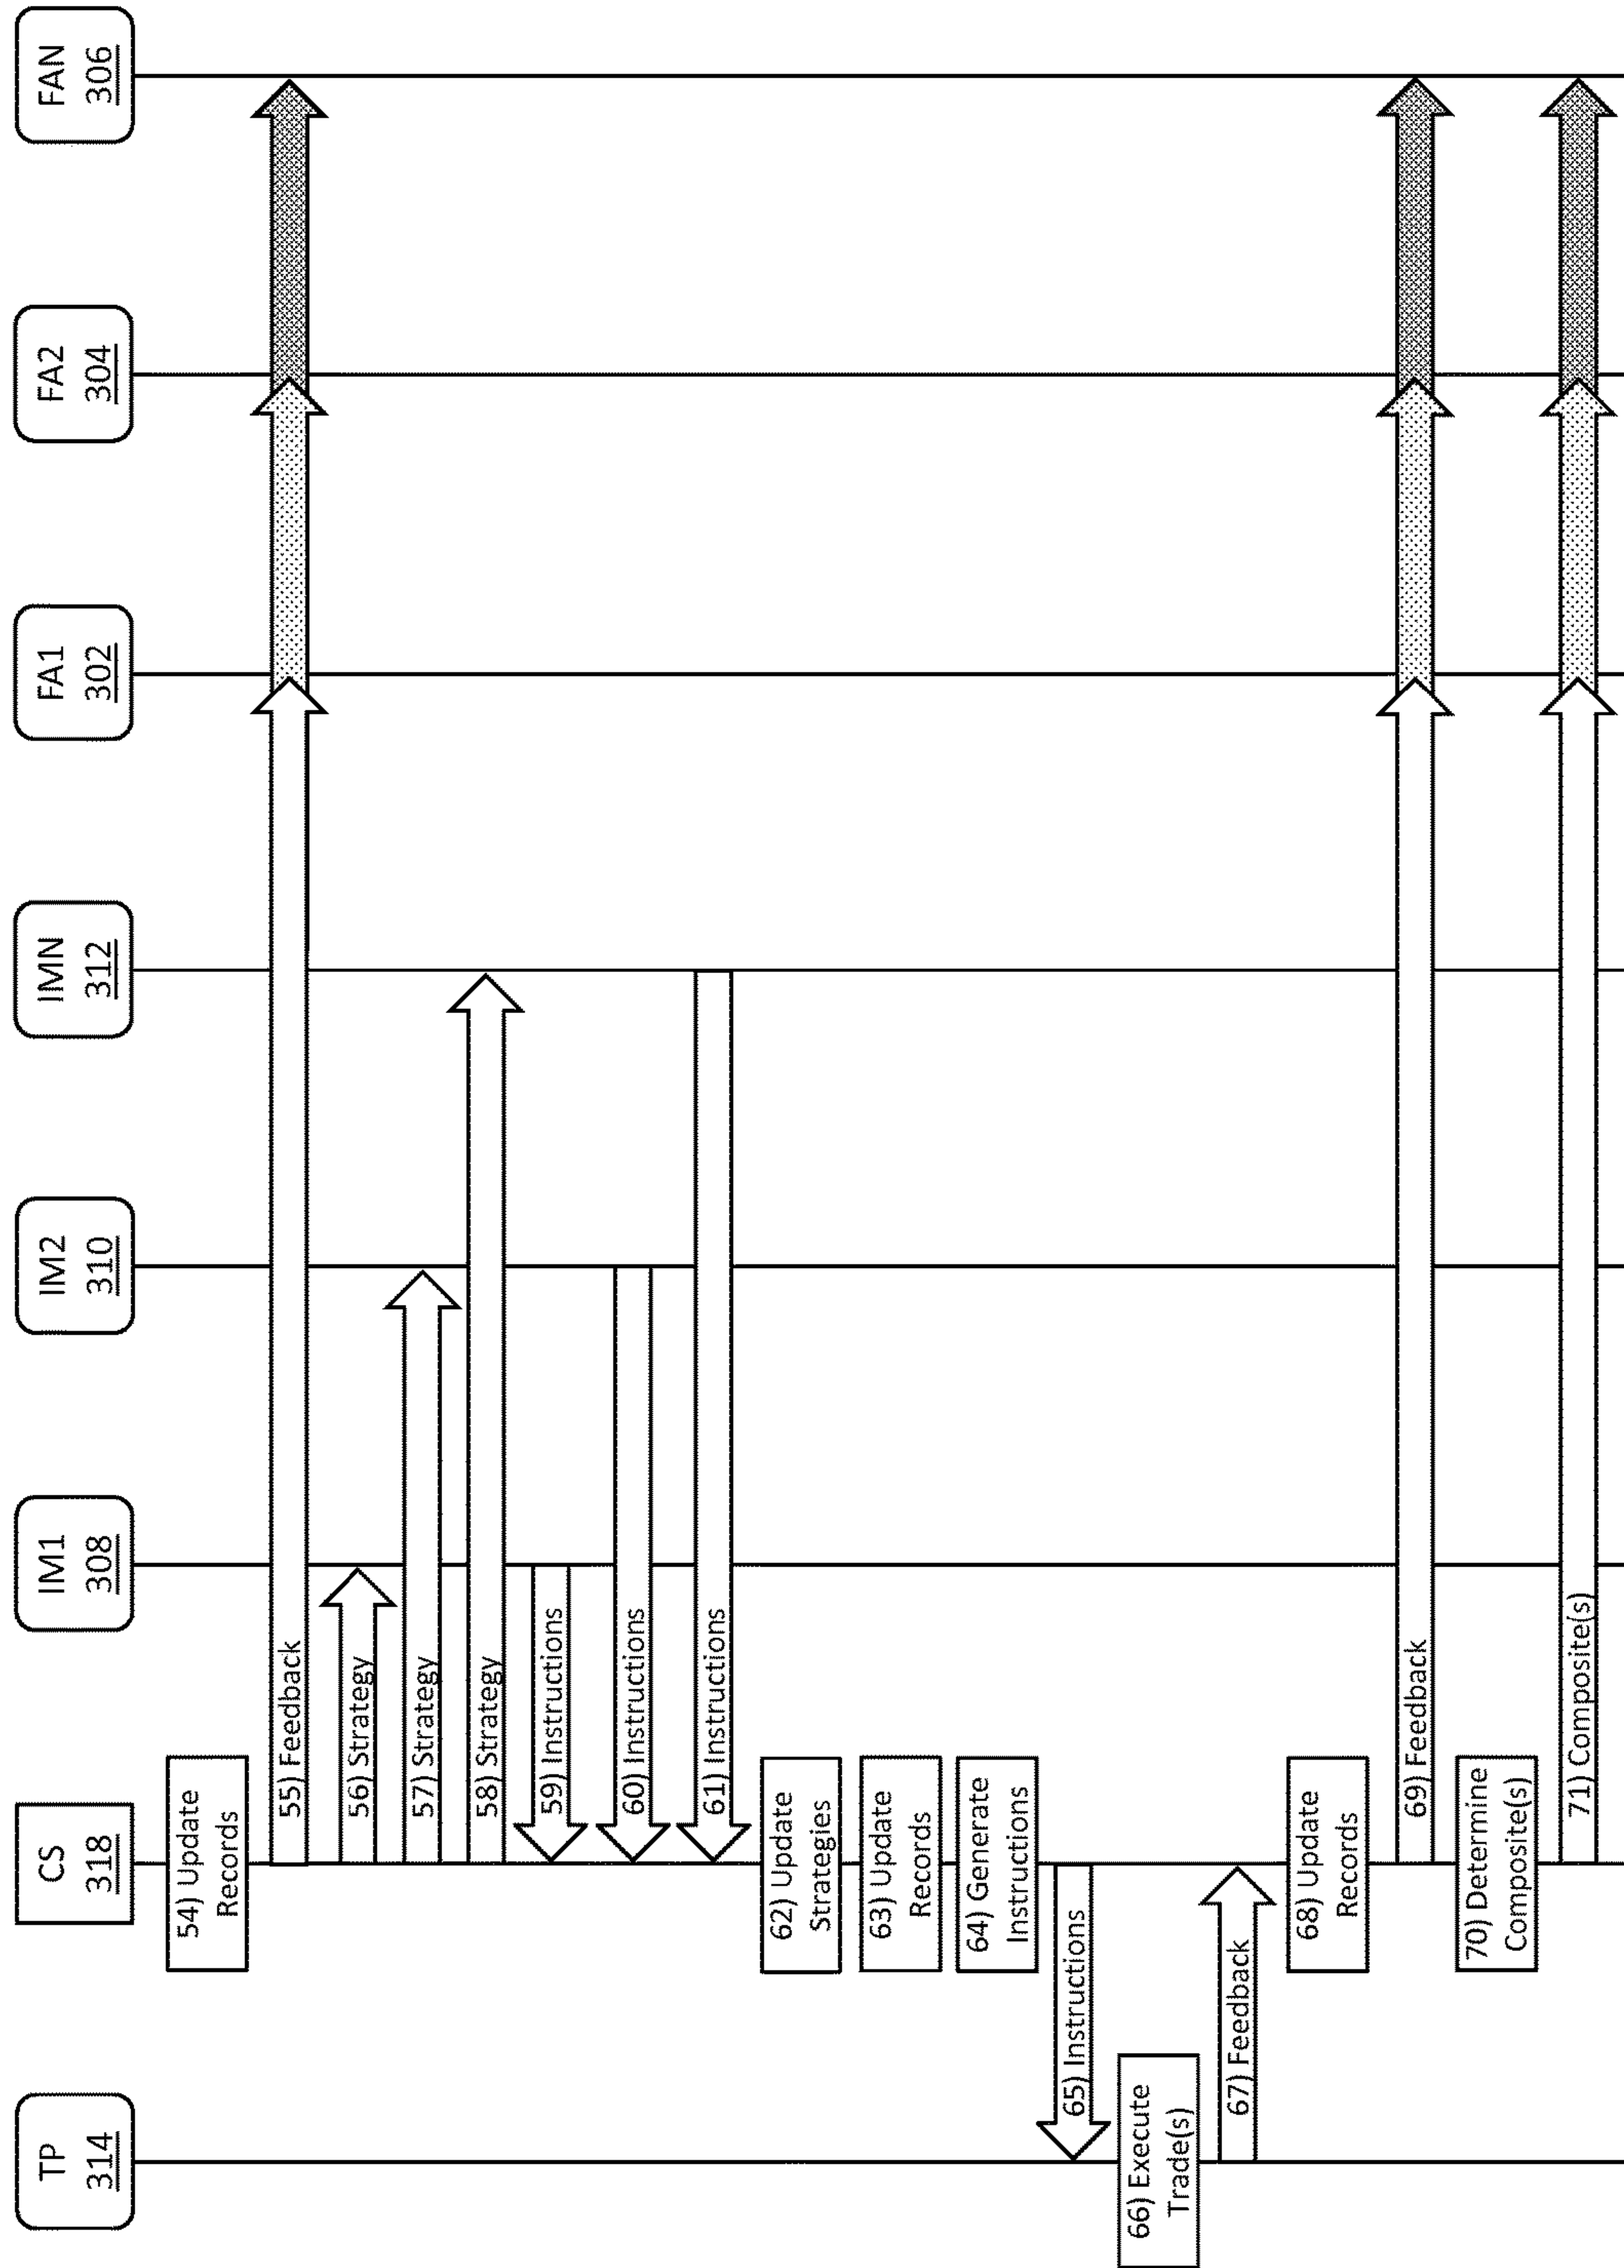 TP
314
CS
318
IM1
308
IM2
310
IMN
312
FA1
302
FA2
304
FAN
306
54) Update
Records
55) Feedback
56) Strategy
57) Strategy
58) Strategy
59) Instructions
60) Instructions
61) Instructions
62) Update
Strategies
63) Update
Records
64) Generate
Instructions
65) Instructions
66) Execute
Trade(s)
67) Feedback
68) Update
Records
69) Feedback
70) Determine
Composite(s)
71) Composite(s)